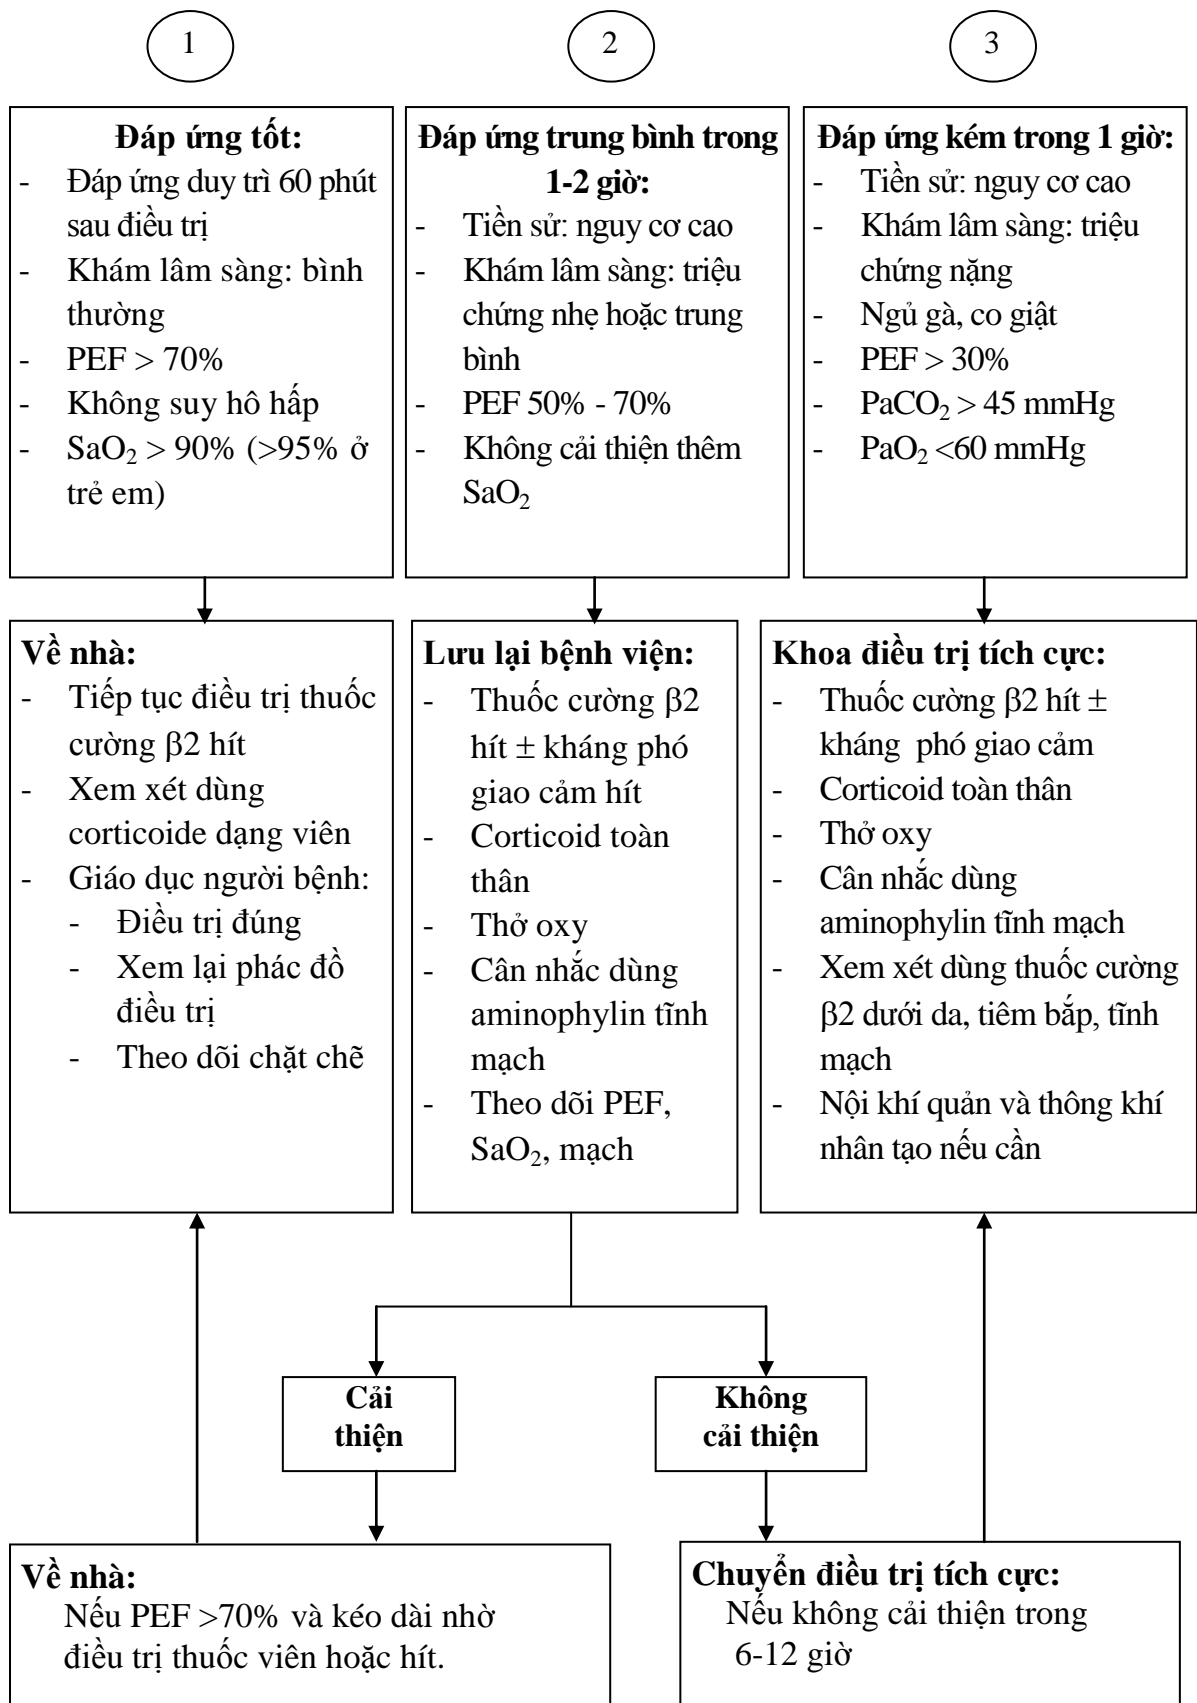 1
2
3
Đáp ứng tốt:
- Đáp ứng duy trì 60 phút
sau điều trị
- Khám lâm sàng: bình
thường
- PEF > 70%
- Không suy hô hấp
- SaO₂ > 90% (>95% ở
trẻ em)
Đáp ứng trung bình trong
1-2 giờ:
- Tiền sử: nguy cơ cao
- Khám lâm sàng: triệu
chứng nhẹ hoặc trung
bình
- PEF 50% - 70%
- Không cải thiện thêm
SaO₂
Đáp ứng kém trong 1 giờ:
- Tiền sử: nguy cơ cao
- Khám lâm sàng: triệu
chứng nặng
- Ngủ gà, co giật
- PEF > 30%
- PaCO₂ > 45 mmHg
- PaO₂ <60 mmHg
Về nhà:
- Tiếp tục điều trị thuốc
cường β2 hít
- Xem xét dùng
corticoide dạng viên
- Giáo dục người bệnh:
- Điều trị đúng
- Xem lại phác đồ
điều trị
- Theo dõi chặt chẽ
Lưu lại bệnh viện:
- Thuốc cường β2
hít ± kháng phó
giao cảm hít
- Corticoid toàn
thân
- Thở oxy
- Cân nhắc dùng
aminophylin tĩnh
mạch
- Theo dõi PEF,
SaO₂, mạch
Khoa điều trị tích cực:
- Thuốc cường β2 hít ±
kháng phó giao cảm
- Corticoid toàn thân
- Thở oxy
- Cân nhắc dùng
aminophylin tĩnh mạch
- Xem xét dùng thuốc cường
β2 dưới da, tiêm bắp, tĩnh
mạch
- Nội khí quản và thông khí
nhân tạo nếu cần
Cải
thiện
Không
cải thiện
Về nhà:
Nếu PEF >70% và kéo dài nhờ
điều trị thuốc viên hoặc hít.
Chuyển điều trị tích cực:
Nếu không cải thiện trong
6-12 giờ